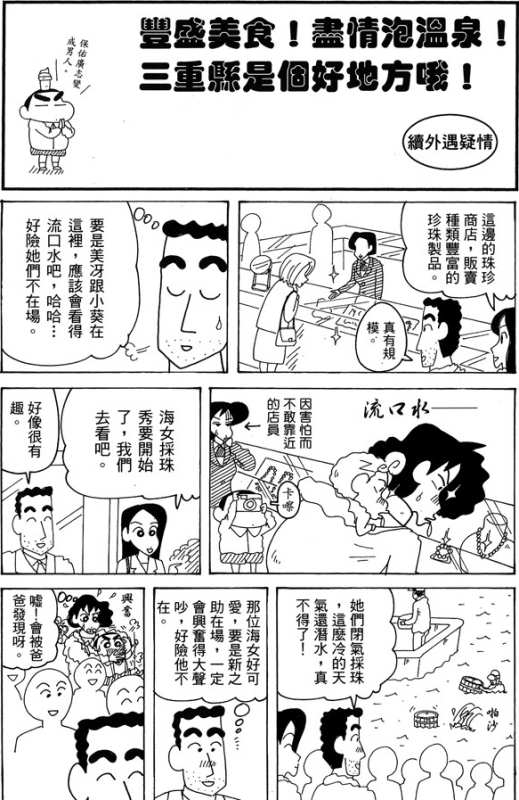 豐盛美食！盡情泡溫泉！
三重縣是個好地方哦！
續外遇疑情
保佑廣志變
成男人。
這邊的珠珍
商店，販賣
種類豐富的
珍珠製品。
真有規
模。
要是美冴跟小葵在
這裡，應該會看得
流口水吧，哈哈…
好險她們不在場。
流口水
因害怕而
不敢靠近
的店員
卡嚓
海女採珠
秀要開始
了，我們
去看吧。
好像很有
趣。
她們閉氣採珠
，這麼冷的天
氣還潛水，真
不得了！
啪
沙
那位海女好可
愛，要是新之
助在場，一定
會興奮得大聲
吵，好險他不
在。
興奮
噓！會被爸
爸發現呀。